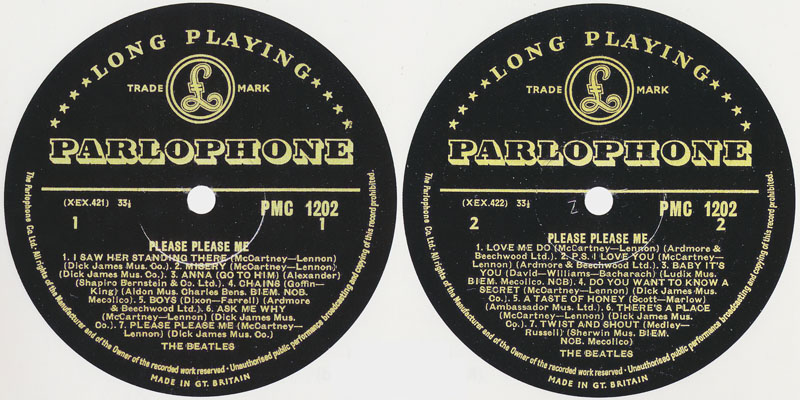 ★★★★LONG PLAYING★★★★
TRADE £ MARK
PARLOPHONE
(XEX.421) 33⅓
1
PMC 1202
1
PLEASE PLEASE ME
1. I SAW HER STANDING THERE (McCartney—Lennon)
(Dick James Mus. Co.). 2. MISERY (McCartney—Lennon)
(Dick James Mus. Co.). 3. ANNA (GO TO HIM) (Alexander)
(Shapiro Bernstein & Co. Ltd.). 4. CHAINS (Goffin-
King) (Aldon Mus. Charles Bens. BIEM. NOB.
Mecolico). 5. BOYS (Dixon—Farrell) (Ardmore
& Beechwood Ltd.). 6. ASK ME WHY
(McCartney—Lennon) (Dick James Mus.
Co.). 7. PLEASE PLEASE ME (McCartney—
Lennon) (Dick James Mus. Co.)
THE BEATLES
The Parlophone Co. Ltd. · All rights of the Manufacturer and of the Owner of the recorded work reserved · Unauthorised public performance broadcasting and copying of this record prohibited.
MADE IN GT. BRITAIN
★★★★LONG PLAYING★★★★
TRADE £ MARK
PARLOPHONE
(XEX.422) 33⅓
2
PMC 1202
2
PLEASE PLEASE ME
1. LOVE ME DO (McCartney—Lennon) (Ardmore &
Beechwood Ltd.). 2. P.S. I LOVE YOU (McCartney—
Lennon) (Ardmore & Beechwood Ltd.). 3. BABY IT'S
YOU (David—Williams—Bacharach) (Ludix Mus.
BIEM. Mecolico. NOB). 4. DO YOU WANT TO KNOW A
SECRET (McCartney—Lennon) (Dick James Mus.
Co.). 5. A TASTE OF HONEY (Scott—Marlow)
(Ambassador Mus. Ltd.). 6. THERE'S A PLACE
(McCartney—Lennon) (Dick James Mus.
Co.). 7. TWIST AND SHOUT (Medley—
Russell) (Sherwin Mus. BIEM.
NOB. Mecolico)
THE BEATLES
The Parlophone Co. Ltd. · All rights of the Manufacturer and of the Owner of the recorded work reserved · Unauthorised public performance broadcasting and copying of this record prohibited.
MADE IN GT. BRITAIN